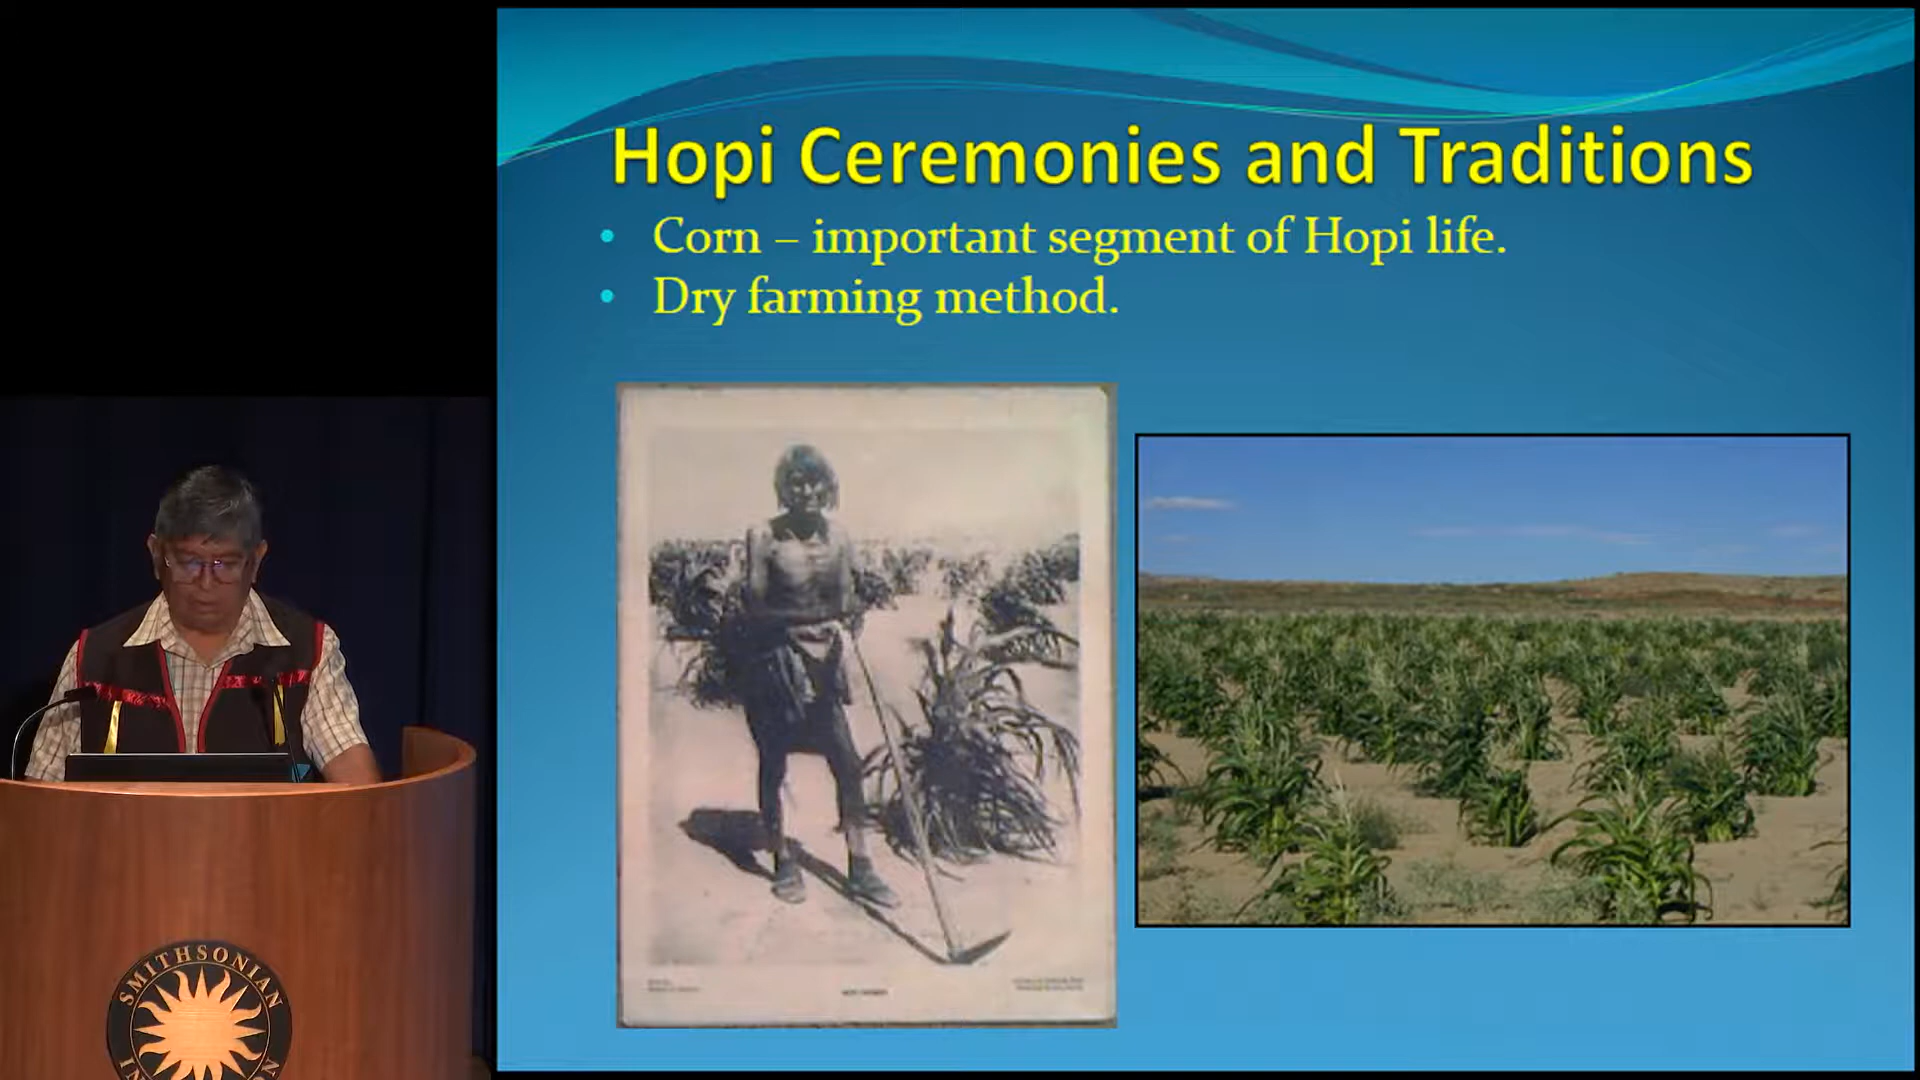 Hopi Ceremonies and Traditions
• Corn – important segment of Hopi life.
• Dry farming method.
SMITHSONIAN